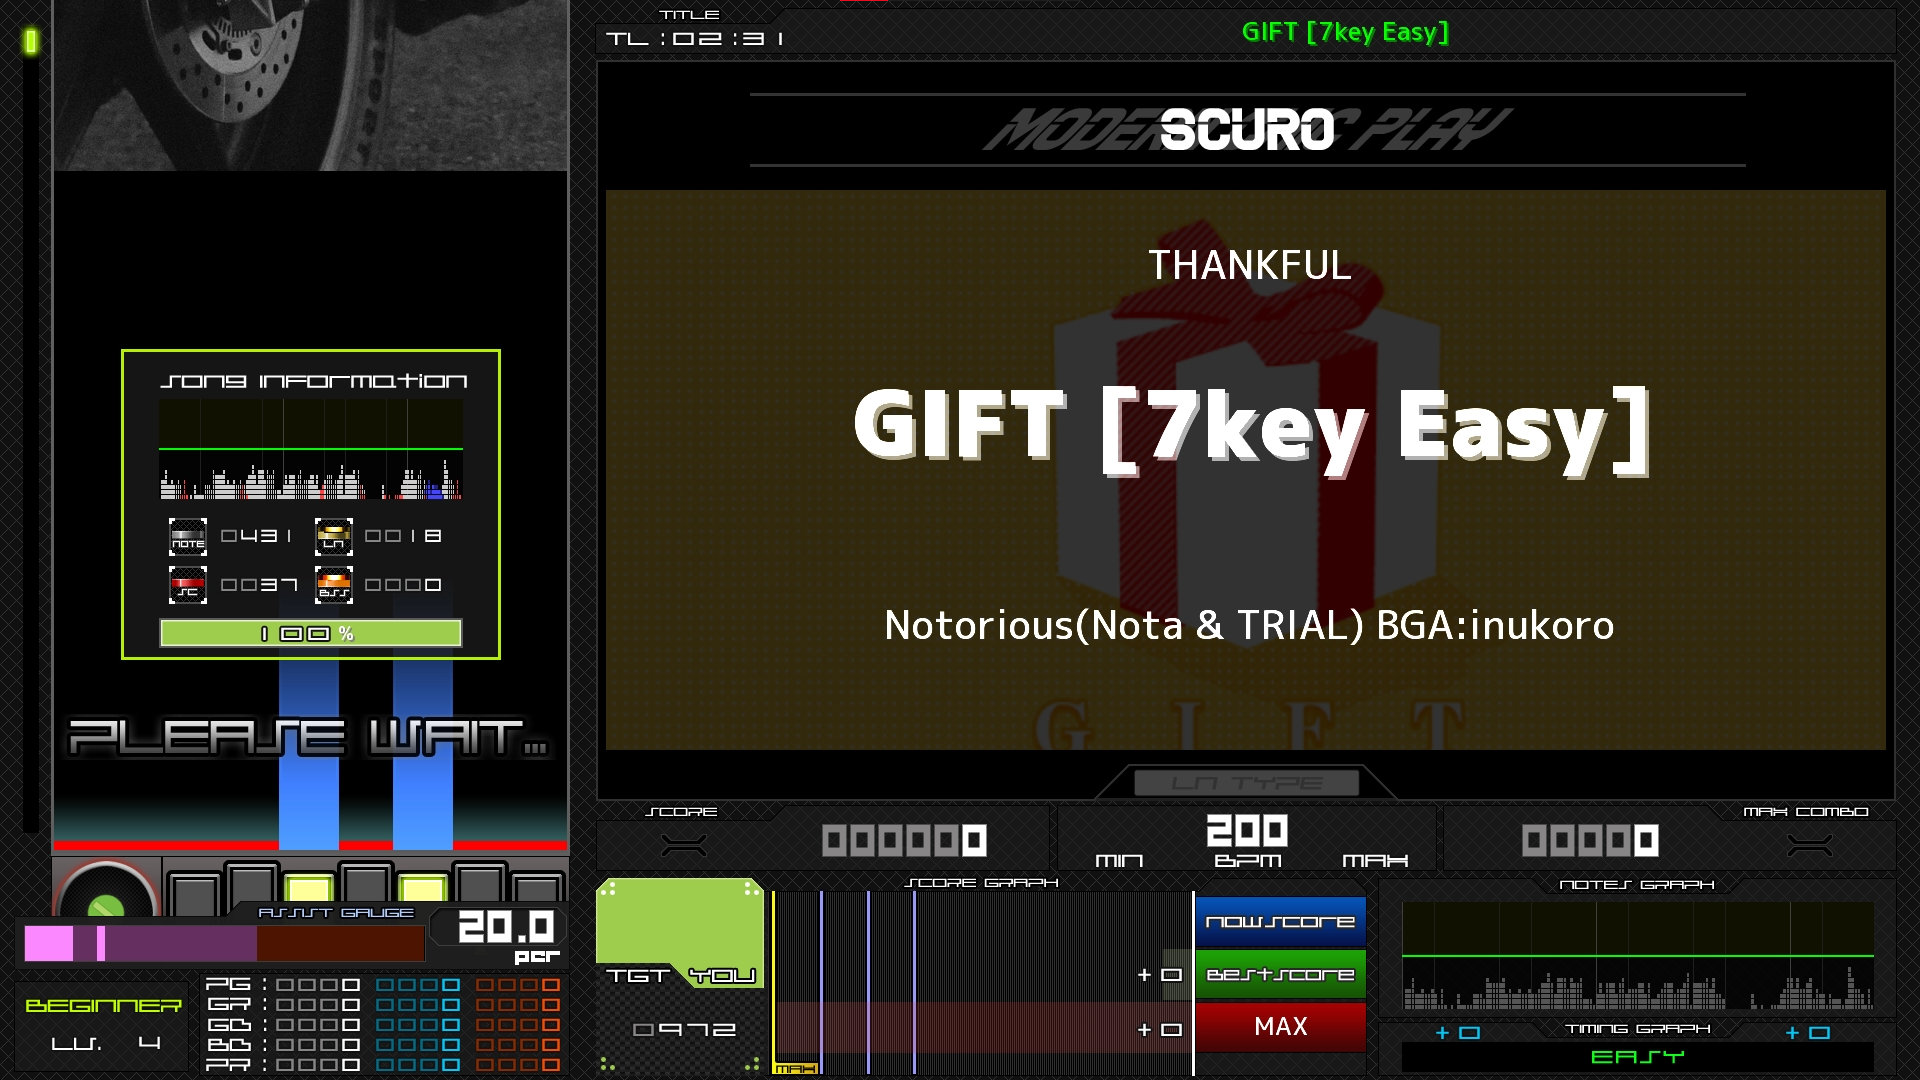 TITLE
TL:02:31
GIFT [7key Easy]
SCURO
THANKFUL
GIFT [7key Easy]
Notorious(Nota & TRIAL) BGA:inukoro
GIFT
LN TYPE
SONG INFORMATION
NOTE 0431 LN 0018
SC 0037 BSS 0000
100%
PLEASE WAIT...
ASSIST GAUGE
20.0
PCT
BEGINNER
LV. 4
PG : 0000 0000 0000
GR : 0000 0000 0000
GD : 0000 0000 0000
BD : 0000 0000 0000
PR : 0000 0000 0000
SCORE
000000
200
MIN BPM MAX
MAX COMBO
00000
TGT YOU
0972
SCORE GRAPH
MAX
+0
+0
NOWSCORE
BESTSCORE
MAX
NOTES GRAPH
+0 TIMING GRAPH +0
EASY